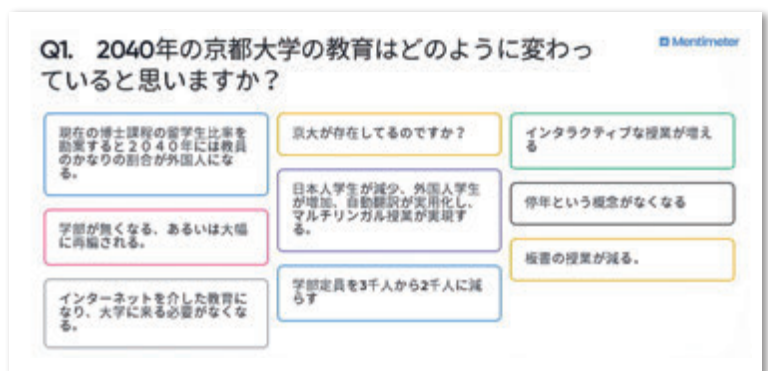 Q1. 2040年の京都大学の教育はどのように変わっ
ていると思いますか？
Mentimeter
現在の博士課程の留学生比率を
勘案すると２０４０年には教員
のかなりの割合が外国人にな
る。
学部が無くなる、あるいは大幅
に再編される。
インターネットを介した教育に
なり、大学に来る必要がなくな
る。
京大が存在してるのですか？
日本人学生が減少、外国人学生
が増加、自動翻訳が実用化し、
マルチリンガル授業が実現す
る。
学部定員を3千人から2千人に減
らす
インタラクティブな授業が増え
る
停年という概念がなくなる
板書の授業が減る。